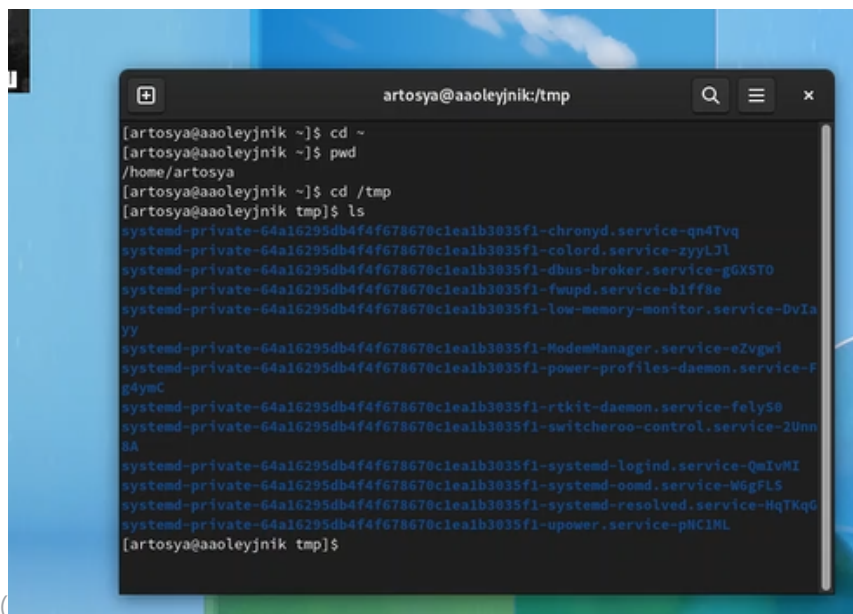 artosya@aaoleyjnik:/tmp
[artosya@aaoleyjnik ~]$ cd ~
[artosya@aaoleyjnik ~]$ pwd
/home/artosya
[artosya@aaoleyjnik ~]$ cd /tmp
[artosya@aaoleyjnik tmp]$ ls
systemd-private-64a16295db4f4f678670c1ea1b3035f1-chronyd.service-qn4Tvq
systemd-private-64a16295db4f4f678670c1ea1b3035f1-colord.service-zyyLJl
systemd-private-64a16295db4f4f678670c1ea1b3035f1-dbus-broker.service-gGXSTO
systemd-private-64a16295db4f4f678670c1ea1b3035f1-fwupd.service-b1ff8e
systemd-private-64a16295db4f4f678670c1ea1b3035f1-low-memory-monitor.service-DvIa
yy
systemd-private-64a16295db4f4f678670c1ea1b3035f1-ModemManager.service-eZvgwi
systemd-private-64a16295db4f4f678670c1ea1b3035f1-power-profiles-daemon.service-F
g4ymC
systemd-private-64a16295db4f4f678670c1ea1b3035f1-rtkit-daemon.service-felyS0
systemd-private-64a16295db4f4f678670c1ea1b3035f1-switcheroo-control.service-2Unn
8A
systemd-private-64a16295db4f4f678670c1ea1b3035f1-systemd-logind.service-QmIvMI
systemd-private-64a16295db4f4f678670c1ea1b3035f1-systemd-oomd.service-W6gFLS
systemd-private-64a16295db4f4f678670c1ea1b3035f1-systemd-resolved.service-HqTKqG
systemd-private-64a16295db4f4f678670c1ea1b3035f1-upower.service-pNC1ML
[artosya@aaoleyjnik tmp]$